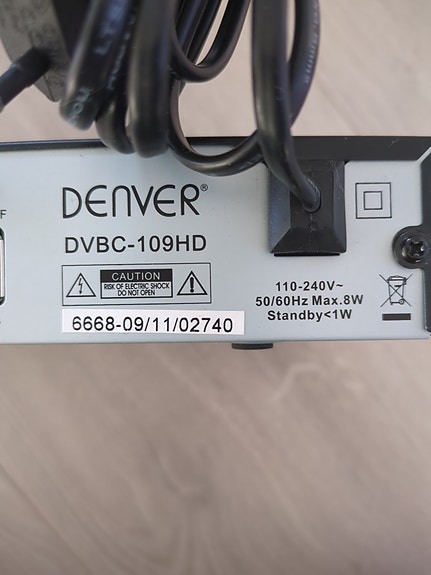 DENVER®
F
DVBC-109HD
CAUTION
RISK OF ELECTRIC SHOCK
DO NOT OPEN
110-240V~
50/60Hz Max.8W
Standby<1W
6668-09/11/02740